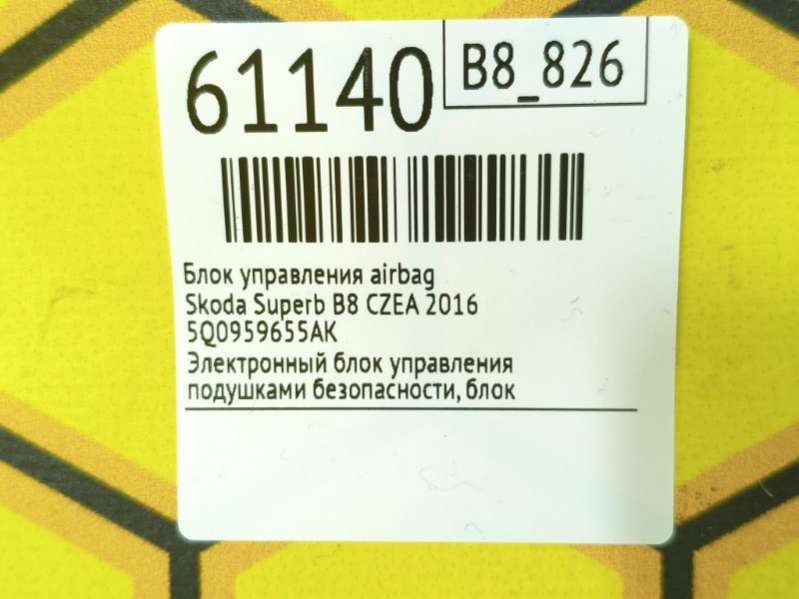 61140
B8_826
Блок управления airbag
Skoda Superb B8 CZEA 2016
5Q0959655AK
Электронный блок управления
подушками безопасности, блок